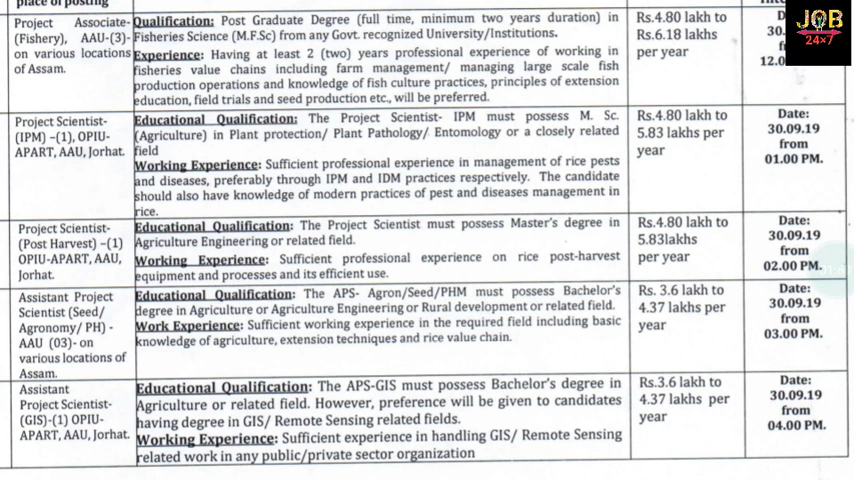 place of posting
Project Associate-
(Fishery), AAU-(3)-
on various locations
of Assam.
Qualification: Post Graduate Degree (full time, minimum two years duration) in
Fisheries Science (M.F.Sc) from any Govt. recognized University/Institutions.
Experience: Having at least 2 (two) years professional experience of working in
fisheries value chains including farm management/ managing large scale fish
production operations and knowledge of fish culture practices, principles of extension
education, field trials and seed production etc., will be preferred.
Rs.4.80 lakh to
Rs.6.18 lakhs
per year
30.
12.0
JOB
24×7
Project Scientist-
(IPM) –(1), OPIU-
APART, AAU, Jorhat.
Educational Qualification: The Project Scientist- IPM must possess M. Sc.
(Agriculture) in Plant protection/ Plant Pathology/ Entomology or a closely related
field
Working Experience: Sufficient professional experience in management of rice pests
and diseases, preferably through IPM and IDM practices respectively. The candidate
should also have knowledge of modern practices of pest and diseases management in
rice.
Rs.4.80 lakh to
5.83 lakhs per
year
Date:
30.09.19
from
01.00 PM.
Project Scientist-
(Post Harvest) –(1)
OPIU-APART, AAU,
Jorhat.
Educational Qualification: The Project Scientist must possess Master's degree in
Agriculture Engineering or related field.
Working Experience: Sufficient professional experience on rice post-harvest
equipment and processes and its efficient use.
Rs.4.80 lakh to
5.83lakhs
per year
Date:
30.09.19
from
02.00 PM.
Assistant Project
Scientist (Seed/
Agronomy/ PH) -
AAU (03)- on
various locations of
Assam.
Educational Qualification: The APS- Agron/Seed/PHM must possess Bachelor's
degree in Agriculture or Agriculture Engineering or Rural development or related field.
Work Experience: Sufficient working experience in the required field including basic
knowledge of agriculture, extension techniques and rice value chain.
Rs. 3.6 lakh to
4.37 lakhs per
year
Date:
30.09.19
from
03.00 PM.
Assistant
Project Scientist-
(GIS)-(1) OPIU-
APART, AAU, Jorhat.
Educational Qualification: The APS-GIS must possess Bachelor's degree in
Agriculture or related field. However, preference will be given to candidates
having degree in GIS/ Remote Sensing related fields.
Working Experience: Sufficient experience in handling GIS/ Remote Sensing
related work in any public/private sector organization
Rs.3.6 lakh to
4.37 lakhs per
year
Date:
30.09.19
from
04.00 PM.